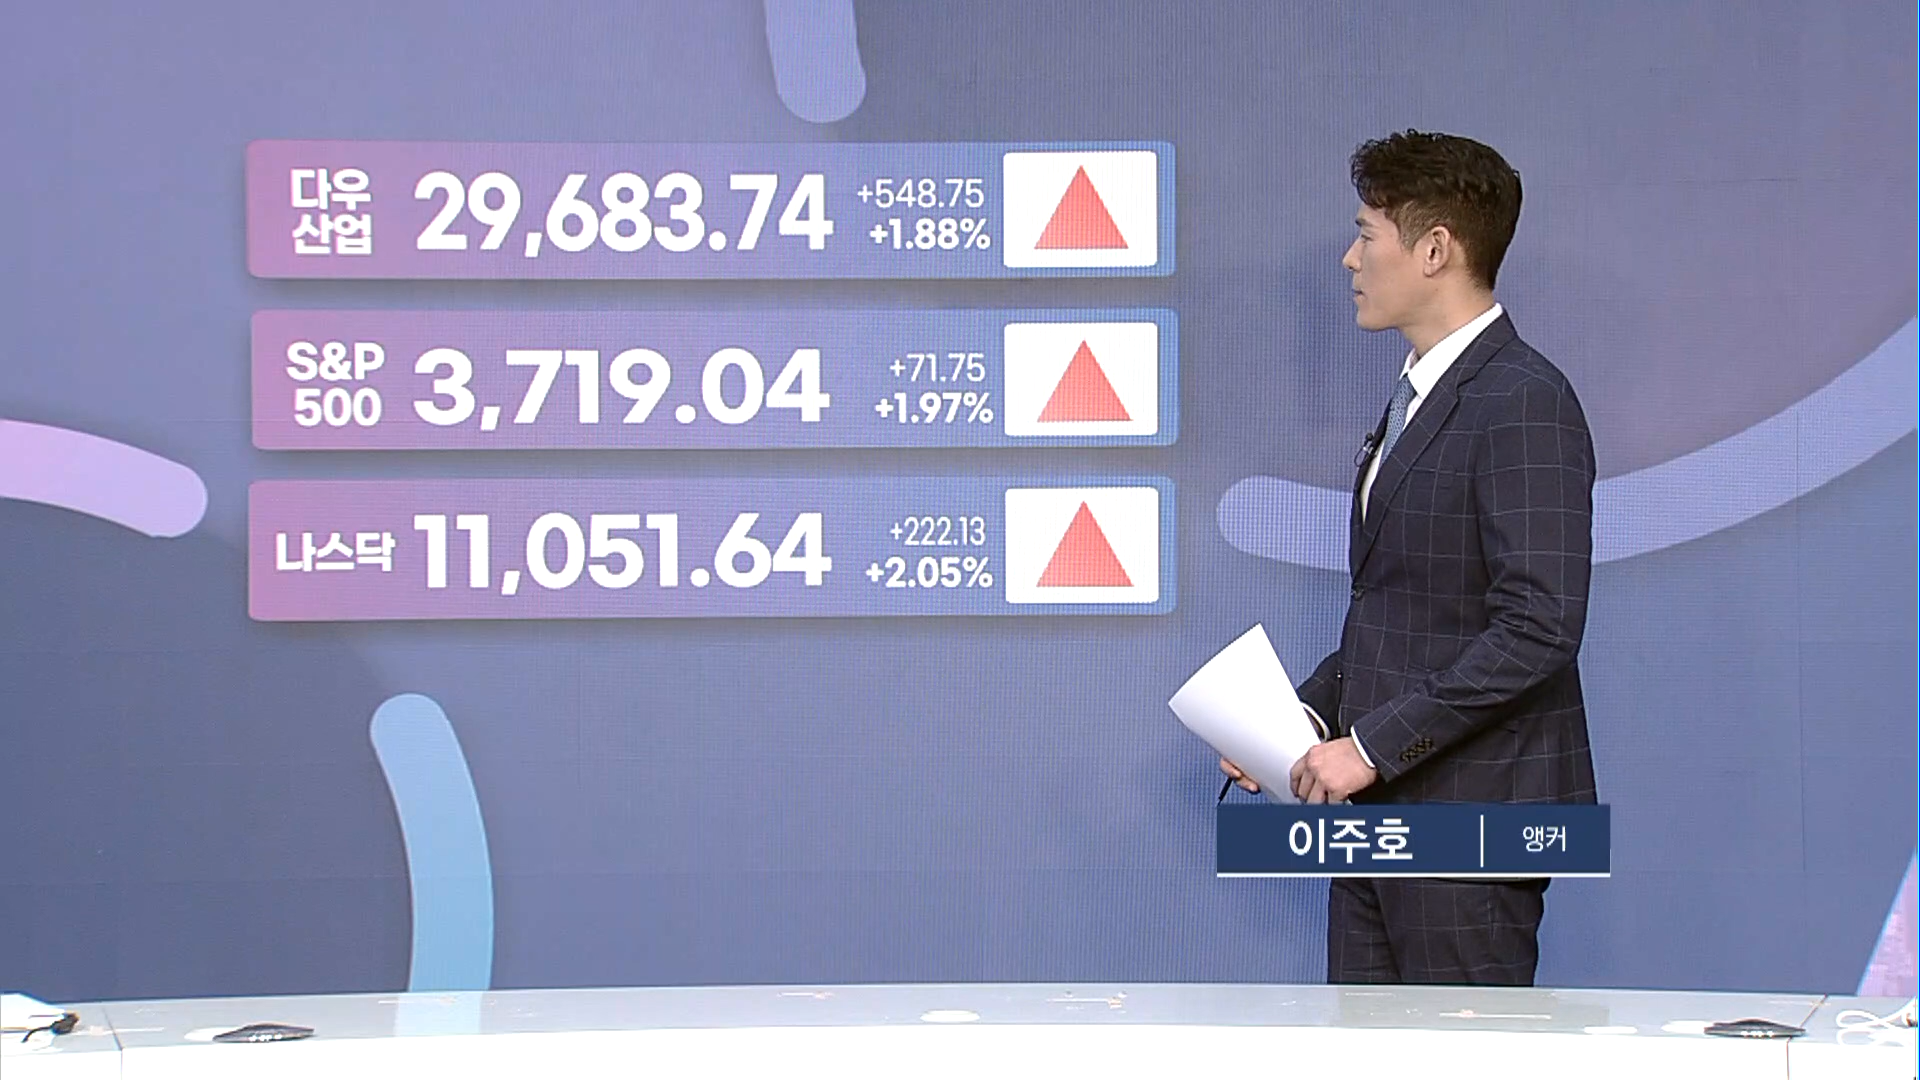 다우
산업
29,683.74
+548.75
+1.88%
S&P
500
3,719.04
+71.75
+1.97%
나스닥
11,051.64
+222.13
+2.05%
이주호 | 앵커